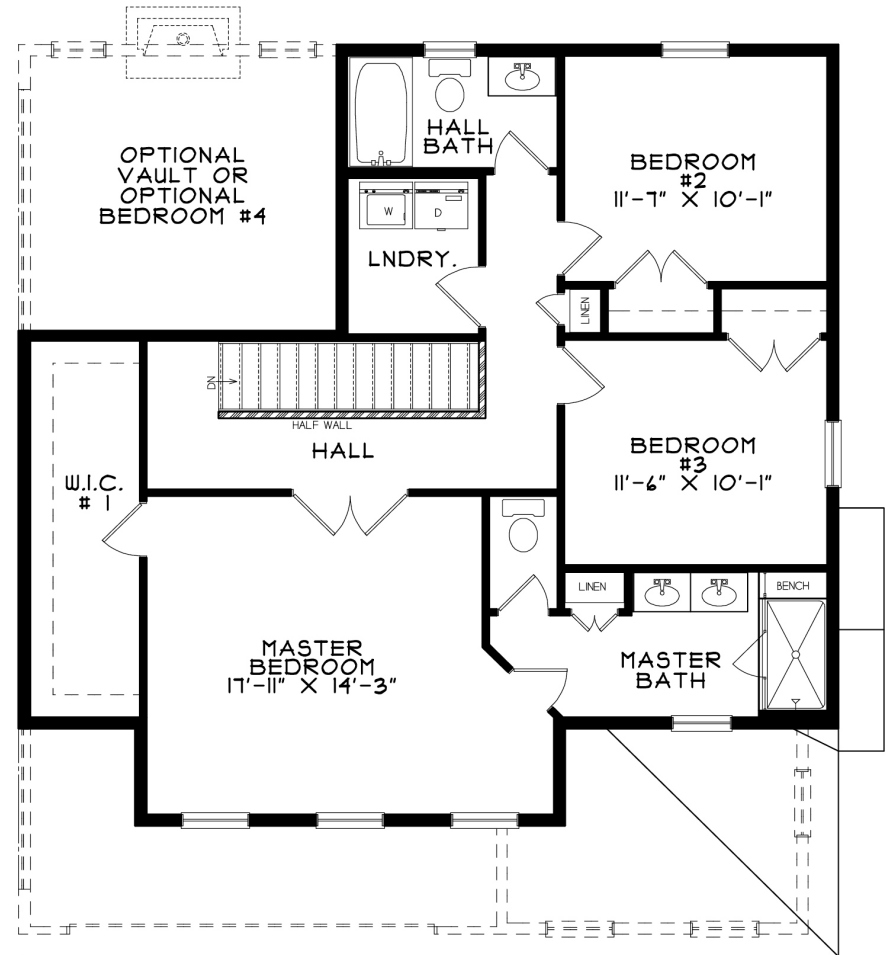 OPTIONAL
VAULT OR
OPTIONAL
BEDROOM #4
HALL
BATH
BEDROOM
#2
11'-7" X 10'-1"
W
D
LNDRY.
LINEN
DN
HALF WALL
HALL
BEDROOM
#3
11'-6" X 10'-1"
W.I.C.
# 1
LINEN
BENCH
MASTER
BEDROOM
17'-11" X 14'-3"
MASTER
BATH